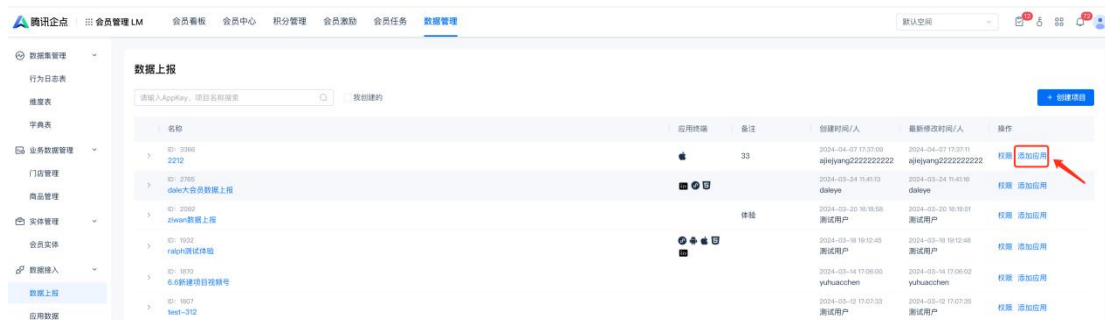 腾讯企点 会员管理 LM 会员看板 会员中心 积分管理 会员激励 会员任务 数据管理 默认空间 12 72
数据集管理
行为日志表
维度表
字典表
业务数据管理
门店管理
商品管理
实体管理
会员实体
数据接入
数据上报
应用数据
数据上报
请输入AppKey、项目名称搜索 我创建的 + 创建项目
名称 应用终端 备注 创建时间/人 最新修改时间/人 操作
ID: 3366 2024-04-07 17:37:09 2024-04-07 17:37:11
2212 33 ajiejyang2222222222 ajiejyang2222222222 权限 添加应用
ID: 2765 2024-03-24 11:41:13 2024-03-24 11:41:16
dale大会员数据上报 daleye daleye 权限 添加应用
ID: 2092 2024-03-20 16:18:58 2024-03-20 16:19:01
ziwan数据上报 体验 测试用户 测试用户 权限 添加应用
ID: 1932 2024-03-18 19:12:45 2024-03-18 19:12:48
ralph测试体验 测试用户 测试用户 权限 添加应用
ID: 1870 2024-03-14 17:06:00 2024-03-14 17:06:02
6.6新建项目视频号 yuhuacchen yuhuacchen 权限 添加应用
ID: 1807 2024-03-12 17:07:33 2024-03-12 17:07:35
test-312 测试用户 测试用户 权限 添加应用